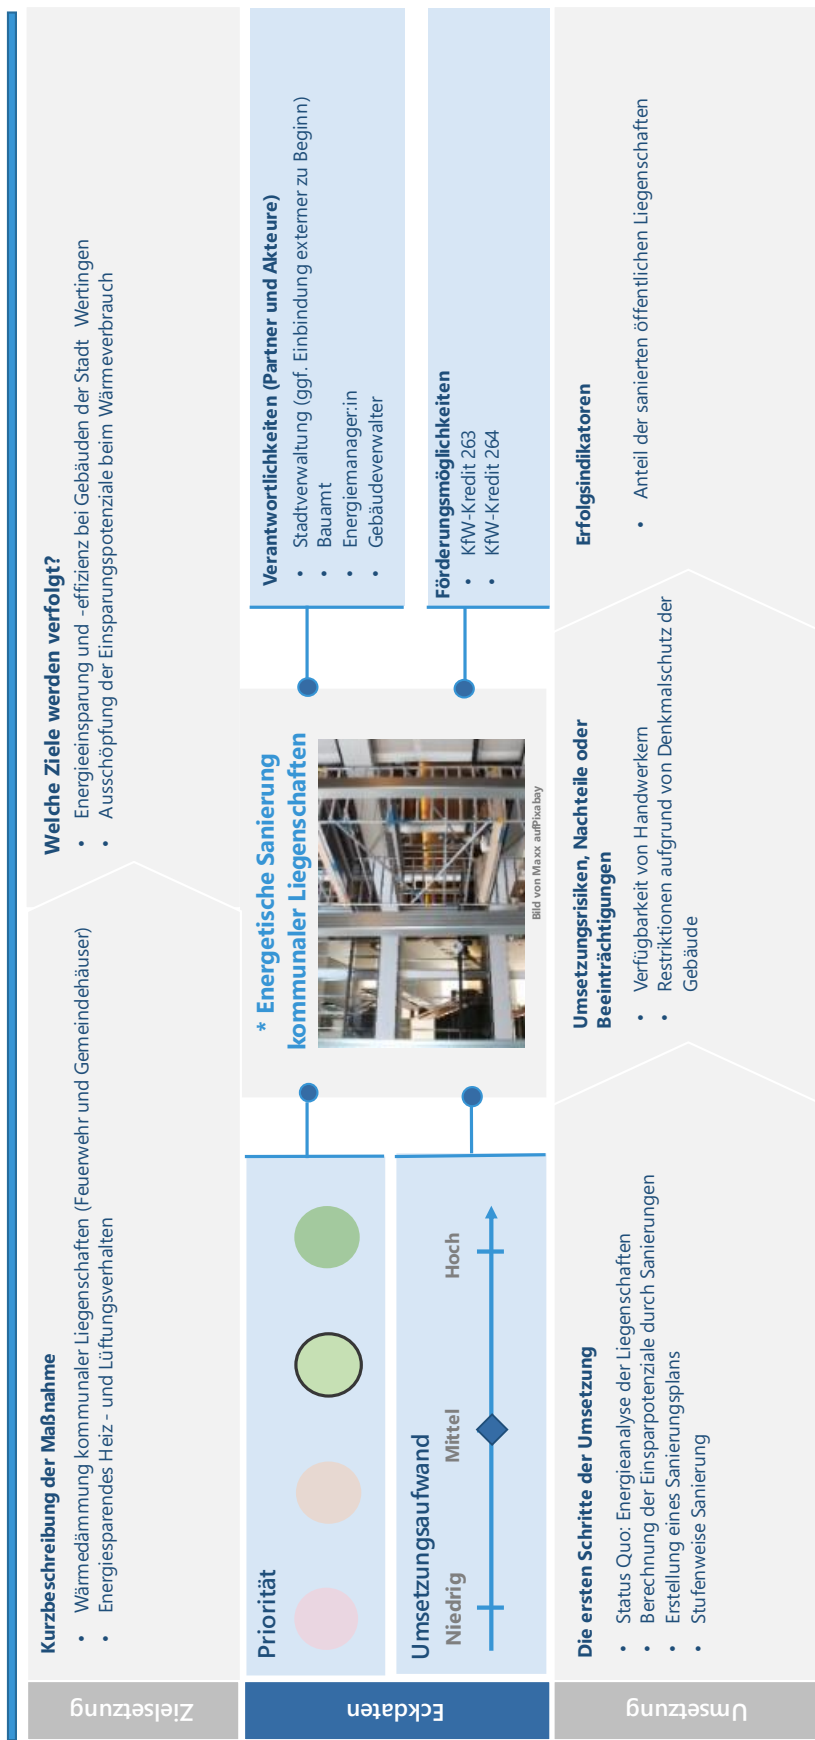 Zielsetzung
Kurzbeschreibung der Maßnahme
• Wärmedämmung kommunaler Liegenschaften (Feuerwehr und Gemeindehäuser)
• Energiesparendes Heiz- und Lüftungsverhalten
Welche Ziele werden verfolgt?
• Energieeinsparung und -effizienz bei Gebäuden der Stadt Wertingen
• Ausschöpfung der Einsparungspotenziale beim Wärmeverbrauch
Eckdaten
Priorität
Umsetzungsaufwand
Niedrig
Mittel
Hoch
* Energetische Sanierung
kommunaler Liegenschaften
Bild von Maxx auf Pixabay
Verantwortlichkeiten (Partner und Akteure)
• Stadtverwaltung (ggf. Einbindung externer zu Beginn)
• Bauamt
• Energiemanager:in
• Gebäudeverwalter
Förderungsmöglichkeiten
• KfW-Kredit 263
• KfW-Kredit 264
Umsetzung
Die ersten Schritte der Umsetzung
• Status Quo: Energieanalyse der Liegenschaften
• Berechnung der Einsparpotenziale durch Sanierungen
• Erstellung eines Sanierungsplans
• Stufenweise Sanierung
Umsetzungsrisiken, Nachteile oder
Beeinträchtigungen
• Verfügbarkeit von Handwerkern
• Restriktionen aufgrund von Denkmalschutz der
Gebäude
Erfolgsindikatoren
• Anteil der sanierten öffentlichen Liegenschaften